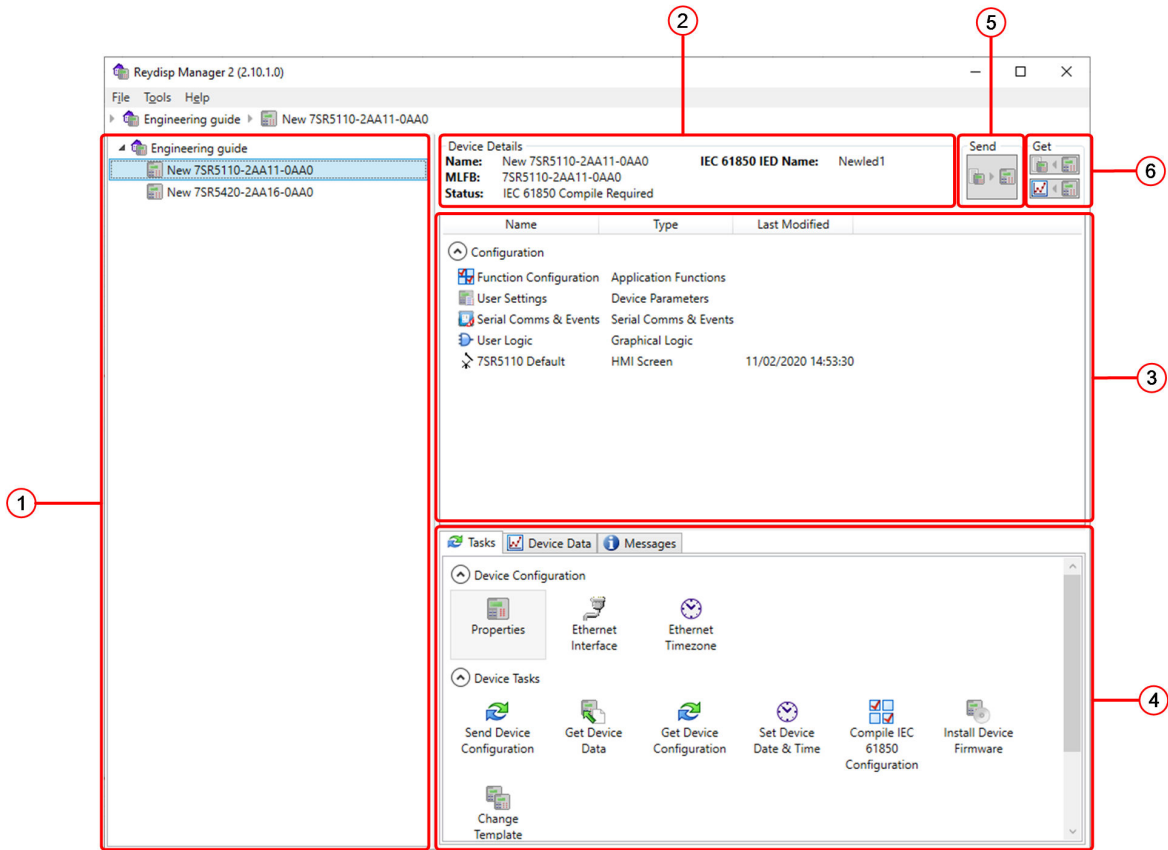 2
5
Reydisp Manager 2 (2.10.1.0)
File Tools Help
Engineering guide New 7SR5110-2AA11-0AA0
Engineering guide
New 7SR5110-2AA11-0AA0
New 7SR5420-2AA16-0AA0
1
Device Details
Name: New 7SR5110-2AA11-0AA0 IEC 61850 IED Name: NewIed1
MLFB: 7SR5110-2AA11-0AA0
Status: IEC 61850 Compile Required
Send
Get
6
Name Type Last Modified
Configuration
Function Configuration Application Functions
User Settings Device Parameters
Serial Comms & Events Serial Comms & Events
User Logic Graphical Logic
7SR5110 Default HMI Screen 11/02/2020 14:53:30
3
Tasks Device Data Messages
Device Configuration
Properties
Ethernet
Interface
Ethernet
Timezone
Device Tasks
Send Device
Configuration
Get Device
Data
Get Device
Configuration
Set Device
Date & Time
Compile IEC
61850
Configuration
Install Device
Firmware
Change
Template
4